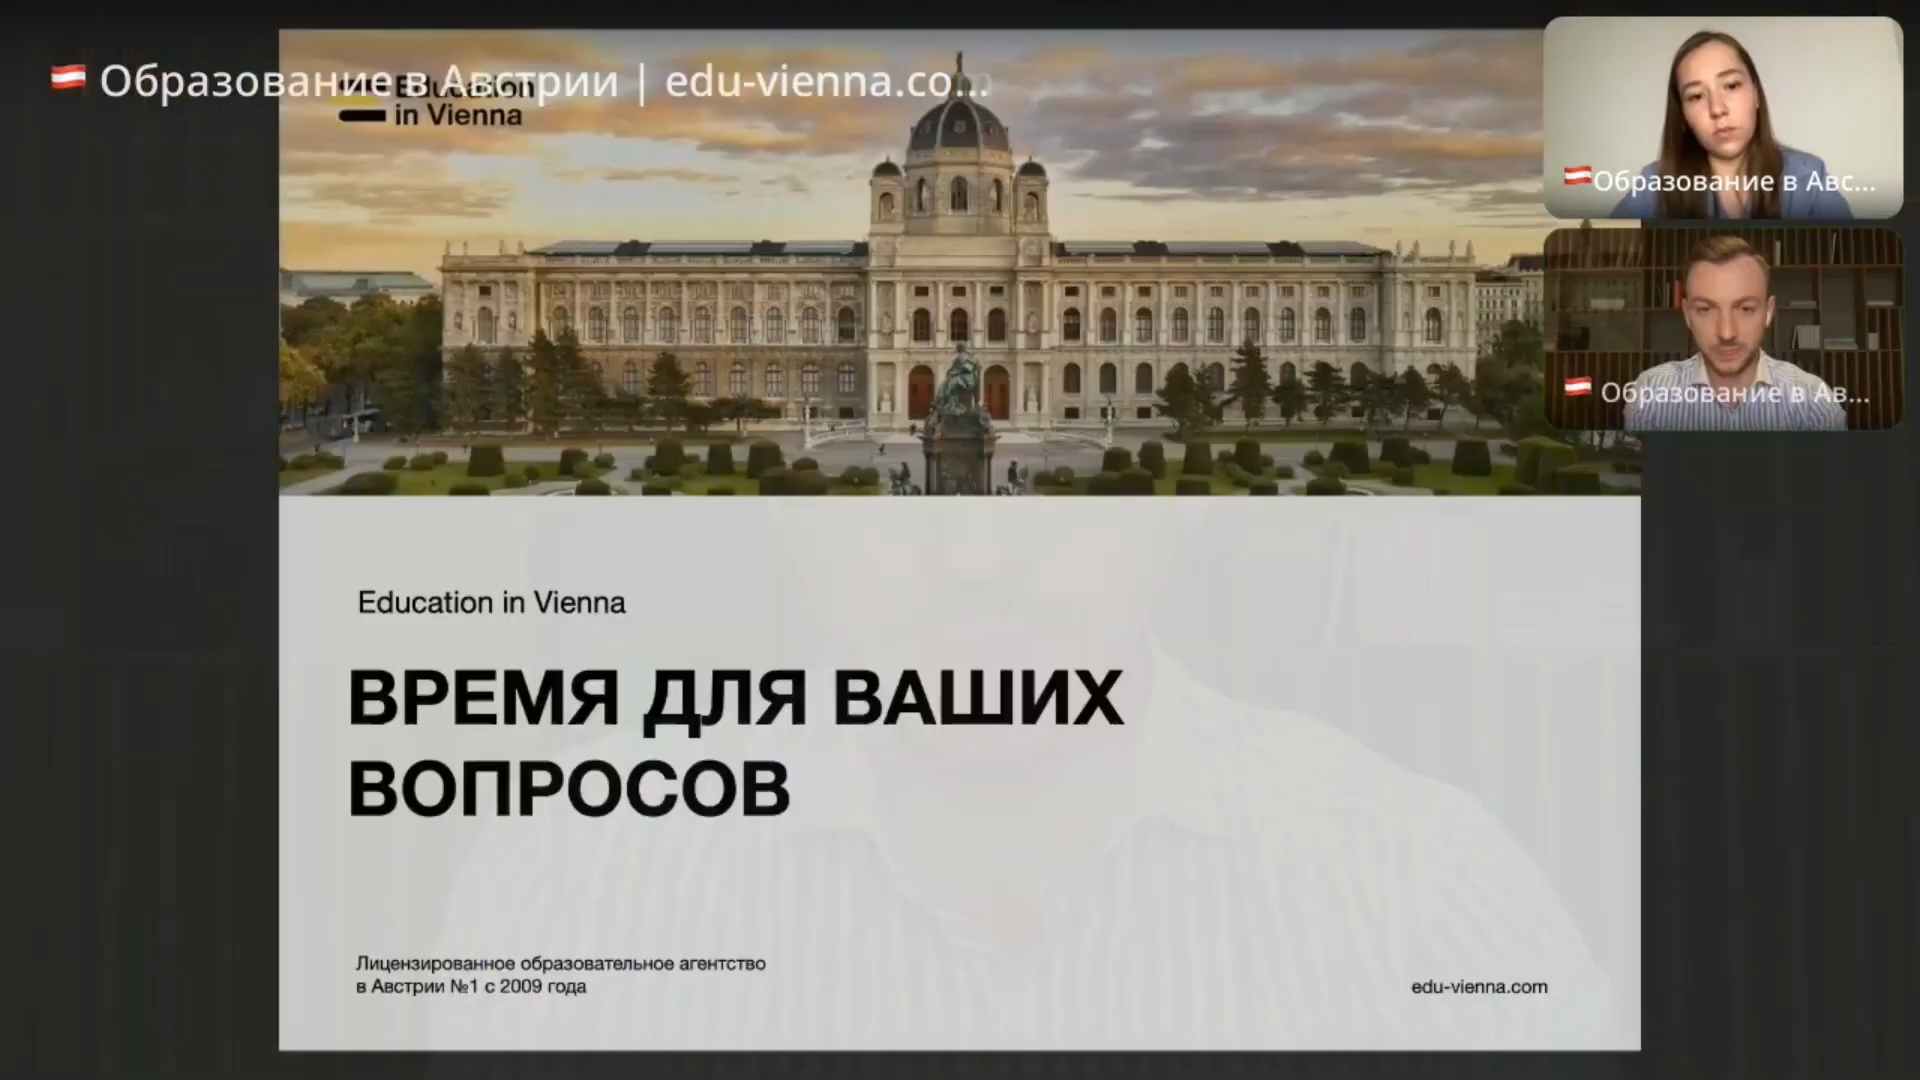 🇦🇹 Образование в Австрии | edu-vienna.co...
Education
in Vienna
🇦🇹Образование в Авс...
🇦🇹 Образование в Ав...
Education in Vienna
ВРЕМЯ ДЛЯ ВАШИХ
ВОПРОСОВ
Лицензированное образовательное агентство
в Австрии №1 с 2009 года
edu-vienna.com